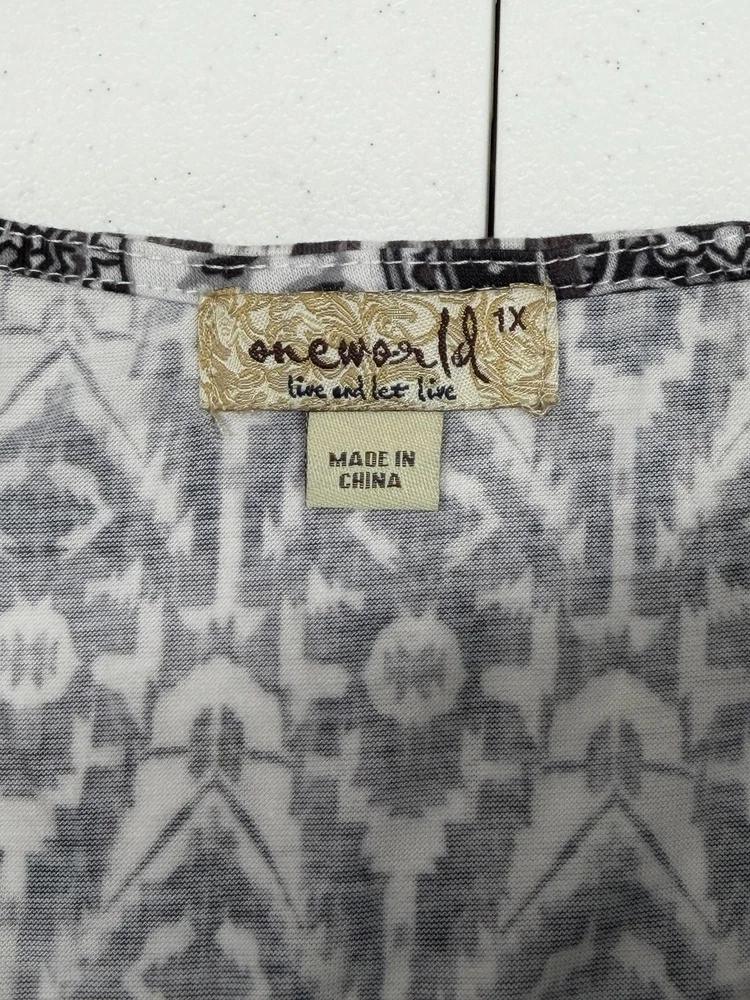 oneworld 1X
live and let live
MADE IN
CHINA